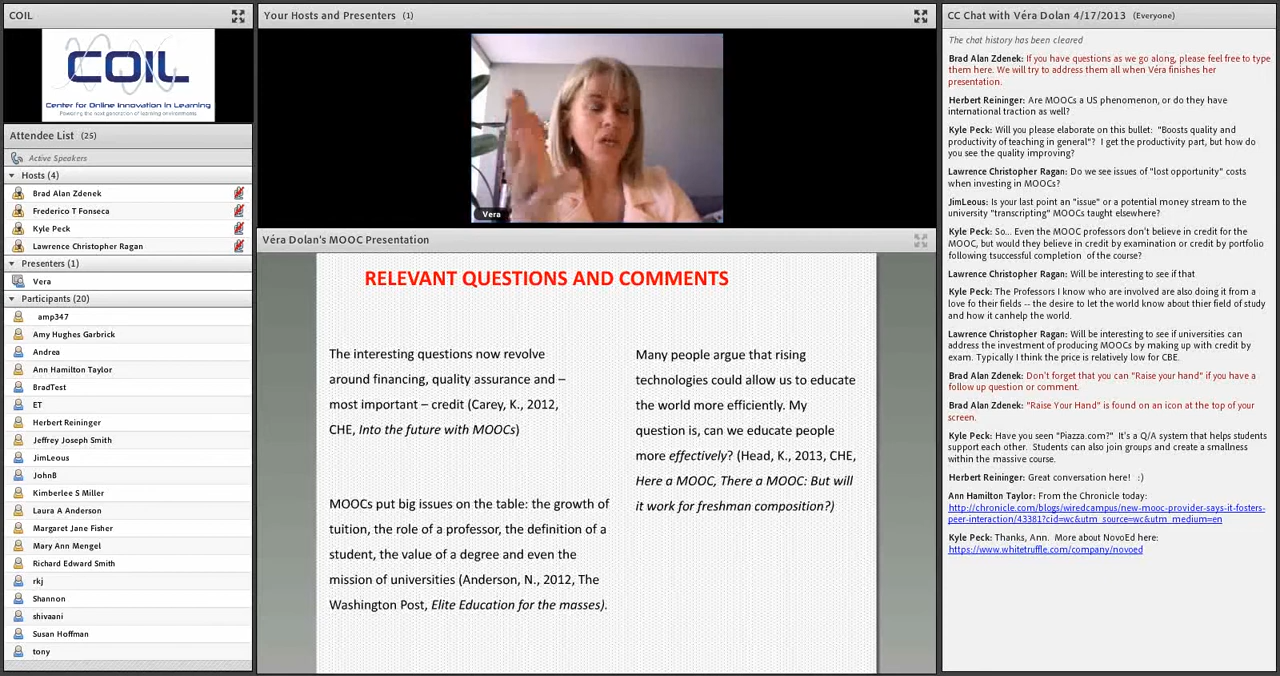 COIL
COIL
Center for Online Innovation in Learning
Powering the next generation of learning environments
Attendee List (25)
Active Speakers
Hosts (4)
Brad Alan Zdenek
Frederico T Fonseca
Kyle Peck
Lawrence Christopher Ragan
Presenters (1)
Vera
Participants (20)
amp347
Amy Hughes Garbrick
Andrea
Ann Hamilton Taylor
BradTest
ET
Herbert Reininger
Jeffrey Joseph Smith
JimLeous
JohnB
Kimberlee S Miller
Laura A Anderson
Margaret Jane Fisher
Mary Ann Mengel
Richard Edward Smith
rkj
Shannon
shivaani
Susan Hoffman
tony
Your Hosts and Presenters (1)
Vera
Véra Dolan's MOOC Presentation
RELEVANT QUESTIONS AND COMMENTS
The interesting questions now revolve
around financing, quality assurance and –
most important – credit (Carey, K., 2012,
CHE, Into the future with MOOCs)
MOOCs put big issues on the table: the growth of
tuition, the role of a professor, the definition of a
student, the value of a degree and even the
mission of universities (Anderson, N., 2012, The
Washington Post, Elite Education for the masses).
Many people argue that rising
technologies could allow us to educate
the world more efficiently. My
question is, can we educate people
more effectively? (Head, K., 2013, CHE,
Here a MOOC, There a MOOC: But will
it work for freshman composition?)
CC Chat with Véra Dolan 4/17/2013 (Everyone)
The chat history has been cleared
Brad Alan Zdenek: If you have questions as we go along, please feel free to type
them here. We will try to address them all when Véra finishes her
presentation.
Herbert Reininger: Are MOOCs a US phenomenon, or do they have
international traction as well?
Kyle Peck: Will you please elaborate on this bullet: "Boosts quality and
productivity of teaching in general"? I get the productivity part, but how do
you see the quality improving?
Lawrence Christopher Ragan: Do we see issues of "lost opportunity" costs
when investing in MOOCs?
JimLeous: Is your last point an "issue" or a potential money stream to the
university "transcripting" MOOCs taught elsewhere?
Kyle Peck: So... Even the MOOC professors don't believe in credit for the
MOOC, but would they believe in credit by examination or credit by portfolio
following tsuccessful completion of the course?
Lawrence Christopher Ragan: Will be interesting to see if that
Kyle Peck: The Professors I know who are involved are also doing it from a
love fo their fields -- the desire to let the world know about thier field of study
and how it canhelp the world.
Lawrence Christopher Ragan: Will be interesting to see if universities can
address the investment of producing MOOCs by making up with credit by
exam. Typically I think the price is relatively low for CBE.
Brad Alan Zdenek: Don't forget that you can "Raise your hand" if you have a
follow up question or comment.
Brad Alan Zdenek: "Raise Your Hand" is found on an icon at the top of your
screen.
Kyle Peck: Have you seen "Piazza.com?" It's a Q/A system that helps students
support each other. Students can also join groups and create a smallness
within the massive course.
Herbert Reininger: Great conversation here! :)
Ann Hamilton Taylor: From the Chronicle today:
http://chronicle.com/blogs/wiredcampus/new-mooc-provider-says-it-fosters-
peer-interaction/43381?cid=wc&utm_source=wc&utm_medium=en
Kyle Peck: Thanks, Ann. More about NovoEd here:
https://www.whitetruffle.com/company/novoed